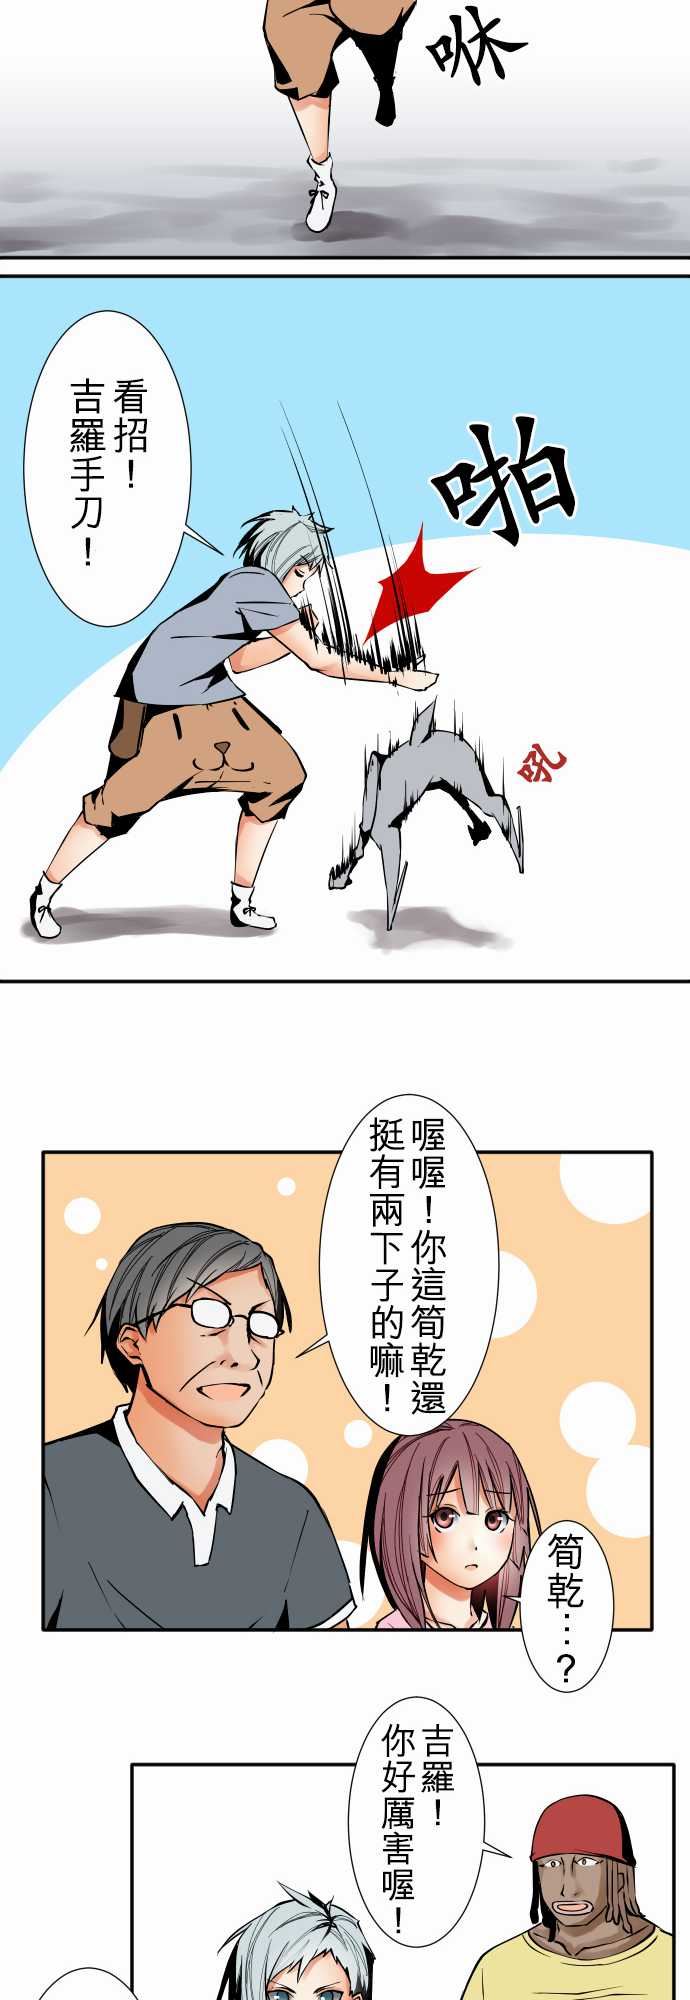 咻
看招！
吉羅手刀！
啪
吼
喔喔！你這筍乾還
挺有兩下子的嘛！
筍乾…？
吉羅！
你好厲害喔！